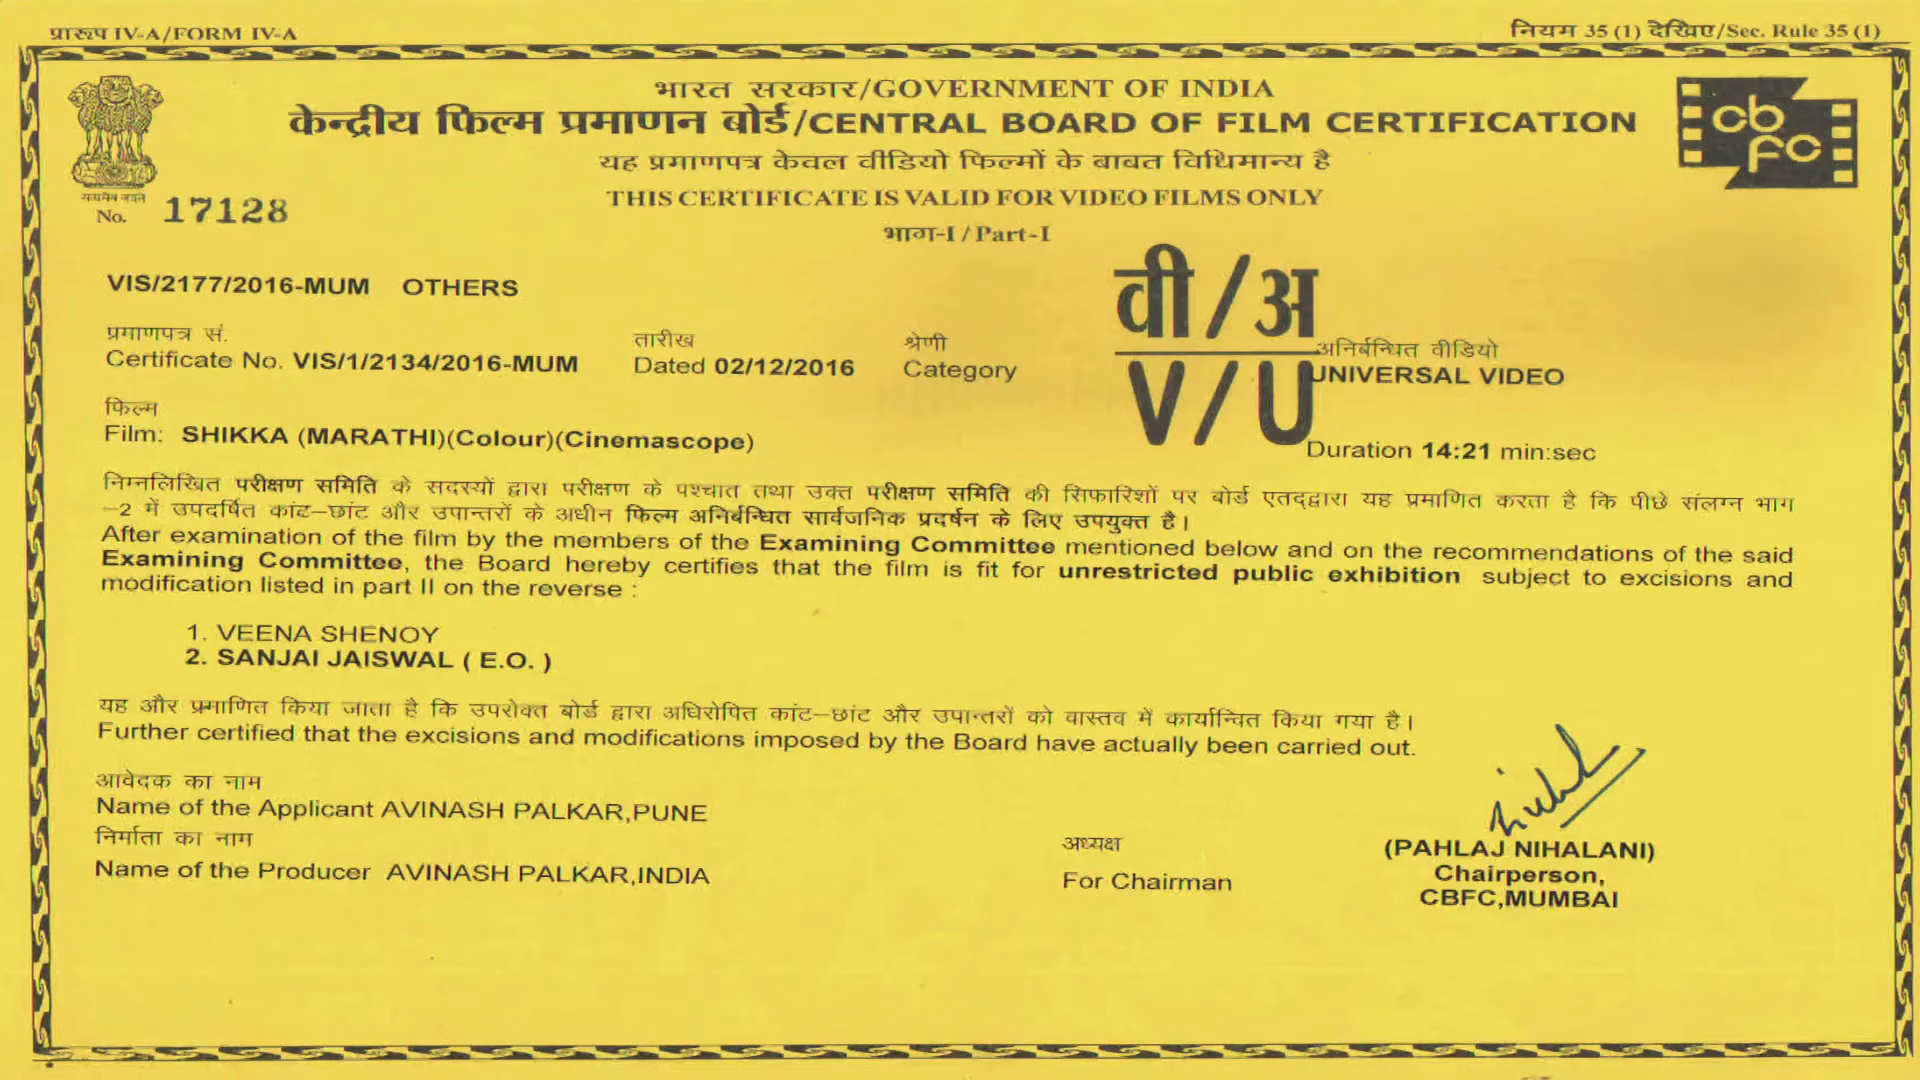 प्रारूप IV-A/FORM IV-A
नियम 35 (1) देखिए/Sec. Rule 35 (1)
भारत सरकार/GOVERNMENT OF INDIA
केन्द्रीय फिल्म प्रमाणन बोर्ड/CENTRAL BOARD OF FILM CERTIFICATION
cb
fc
यह प्रमाणपत्र केवल वीडियो फिल्मों के बाबत विधिमान्य है
THIS CERTIFICATE IS VALID FOR VIDEO FILMS ONLY
सत्यमेव जयते
No. 17128
भाग-I / Part-I
VIS/2177/2016-MUM OTHERS
वी/अ
V/U
प्रमाणपत्र सं. तारीख श्रेणी अनिर्बन्धित वीडियो
Certificate No. VIS/1/2134/2016-MUM Dated 02/12/2016 Category UNIVERSAL VIDEO
फिल्म
Film: SHIKKA (MARATHI)(Colour)(Cinemascope) Duration 14:21 min:sec
निम्नलिखित परीक्षण समिति के सदस्यों द्वारा परीक्षण के पश्चात तथा उक्त परीक्षण समिति की सिफारिशों पर बोर्ड एतद्द्वारा यह प्रमाणित करता है कि पीछे संलग्न भाग
-2 में उपदर्षित कांट-छांट और उपान्तरों के अधीन फिल्म अनिर्बन्धित सार्वजनिक प्रदर्षन के लिए उपयुक्त है।
After examination of the film by the members of the Examining Committee mentioned below and on the recommendations of the said
Examining Committee, the Board hereby certifies that the film is fit for unrestricted public exhibition subject to excisions and
modification listed in part II on the reverse :
1. VEENA SHENOY
2. SANJAI JAISWAL ( E.O. )
यह और प्रमाणित किया जाता है कि उपरोक्त बोर्ड द्वारा अधिरोपित कांट-छांट और उपान्तरों को वास्तव में कार्यान्वित किया गया है।
Further certified that the excisions and modifications imposed by the Board have actually been carried out.
आवेदक का नाम
Name of the Applicant AVINASH PALKAR,PUNE
निर्माता का नाम
Name of the Producer AVINASH PALKAR,INDIA
अध्यक्ष
For Chairman
(PAHLAJ NIHALANI)
Chairperson,
CBFC,MUMBAI